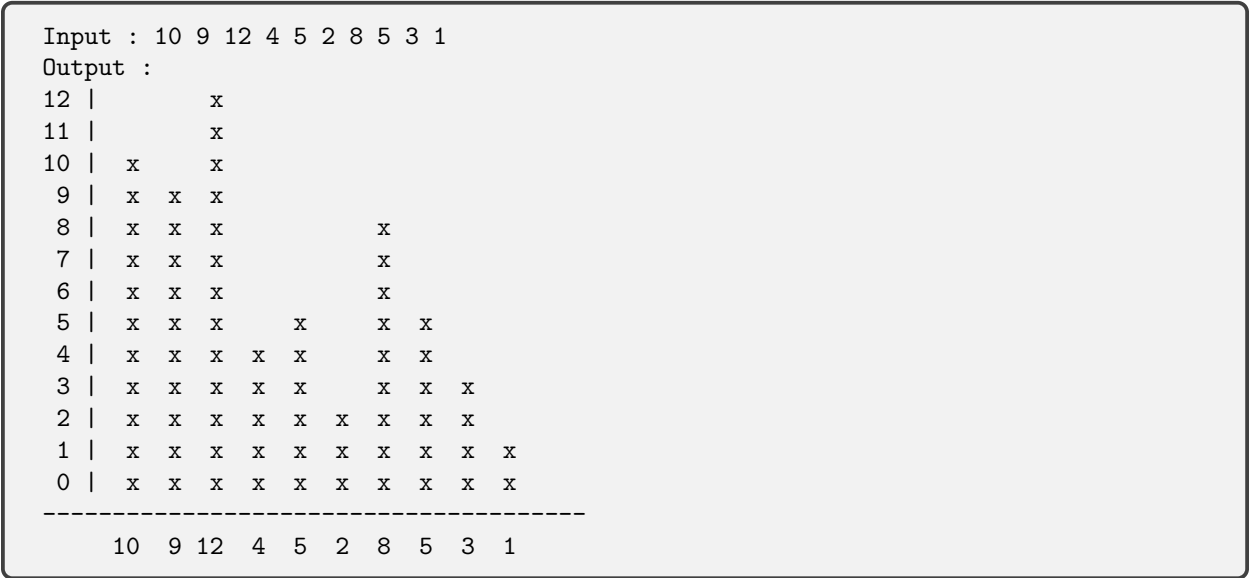 Input : 10 9 12 4 5 2 8 5 3 1
Output :
12 |        x
11 |        x
10 |  x     x
 9 |  x  x  x
 8 |  x  x  x           x
 7 |  x  x  x           x
 6 |  x  x  x           x
 5 |  x  x  x     x     x  x
 4 |  x  x  x  x  x     x  x
 3 |  x  x  x  x  x     x  x  x
 2 |  x  x  x  x  x  x  x  x  x
 1 |  x  x  x  x  x  x  x  x  x  x
 0 |  x  x  x  x  x  x  x  x  x  x
---------------------------------------
     10  9 12  4  5  2  8  5  3  1